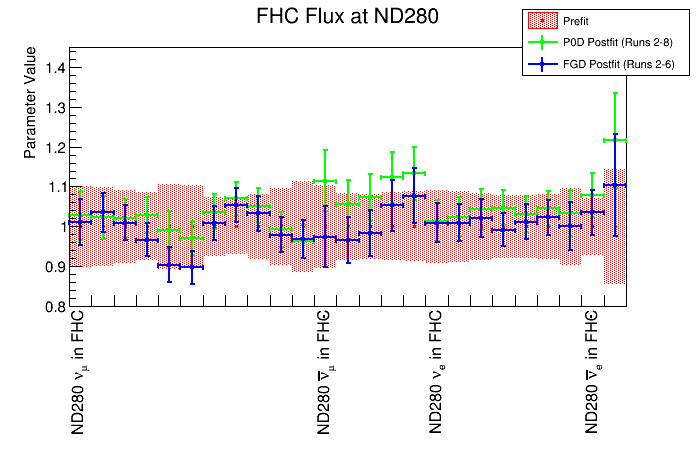 FHC Flux at ND280
Prefit
P0D Postfit (Runs 2-8)
FGD Postfit (Runs 2-6)
Parameter Value
1.4
1.3
1.2
1.1
1
0.9
0.8
ND280 ν_μ in FHC
ND280 ν̅_μ in FHC
ND280 ν_e in FHC
ND280 ν̅_e in FHC